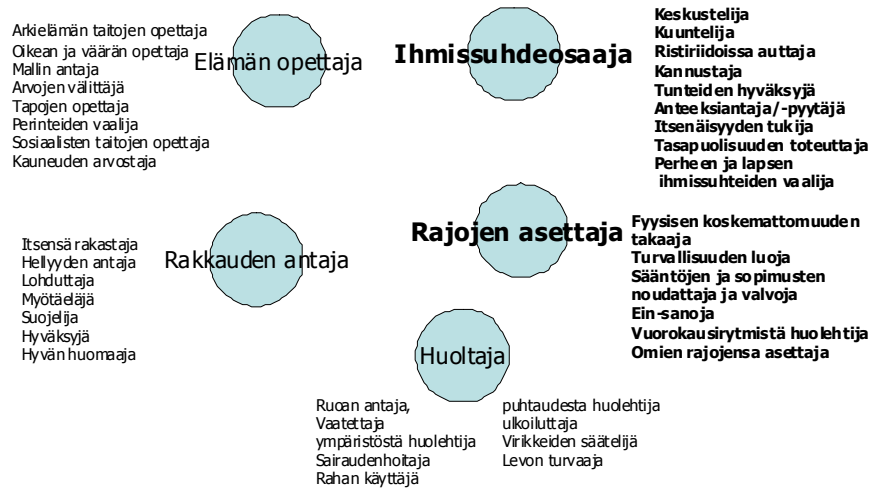 Arkielämän taitojen opettaja
Oikean ja väärän opettaja
Mallin antaja
Arvojen välittäjä
Tapojen opettaja
Perinteiden vaalija
Sosiaalisten taitojen opettaja
Kauneuden arvostaja
Elämän opettaja
Ihmissuhdeosaaja
Keskustelija
Kuuntelija
Ristiriidoissa auttaja
Kannustaja
Tunteiden hyväksyjä
Anteeksiantaja/-pyytäjä
Itsenäisyyden tukija
Tasapuolisuuden toteuttaja
Perheen ja lapsen
ihmissuhteiden vaalija
Itsensä rakastaja
Hellyyden antaja
Lohduttaja
Myötäeläjä
Suojelija
Hyväksyjä
Hyvän huomaaja
Rakkauden antaja
Rajojen asettaja
Fyysisen koskemattomuuden
takaaja
Turvallisuuden luoja
Sääntöjen ja sopimusten
noudattaja ja valvoja
Ein-sanoja
Vuorokausirytmistä huolehtija
Omien rajojensa asettaja
Huoltaja
Ruoan antaja,
Vaatettaja
ympäristöstä huolehtija
Sairaudenhoitaja
Rahan käyttäjä
puhtaudesta huolehtija
ulkoiluttaja
Virikkeiden säätelijä
Levon turvaaja